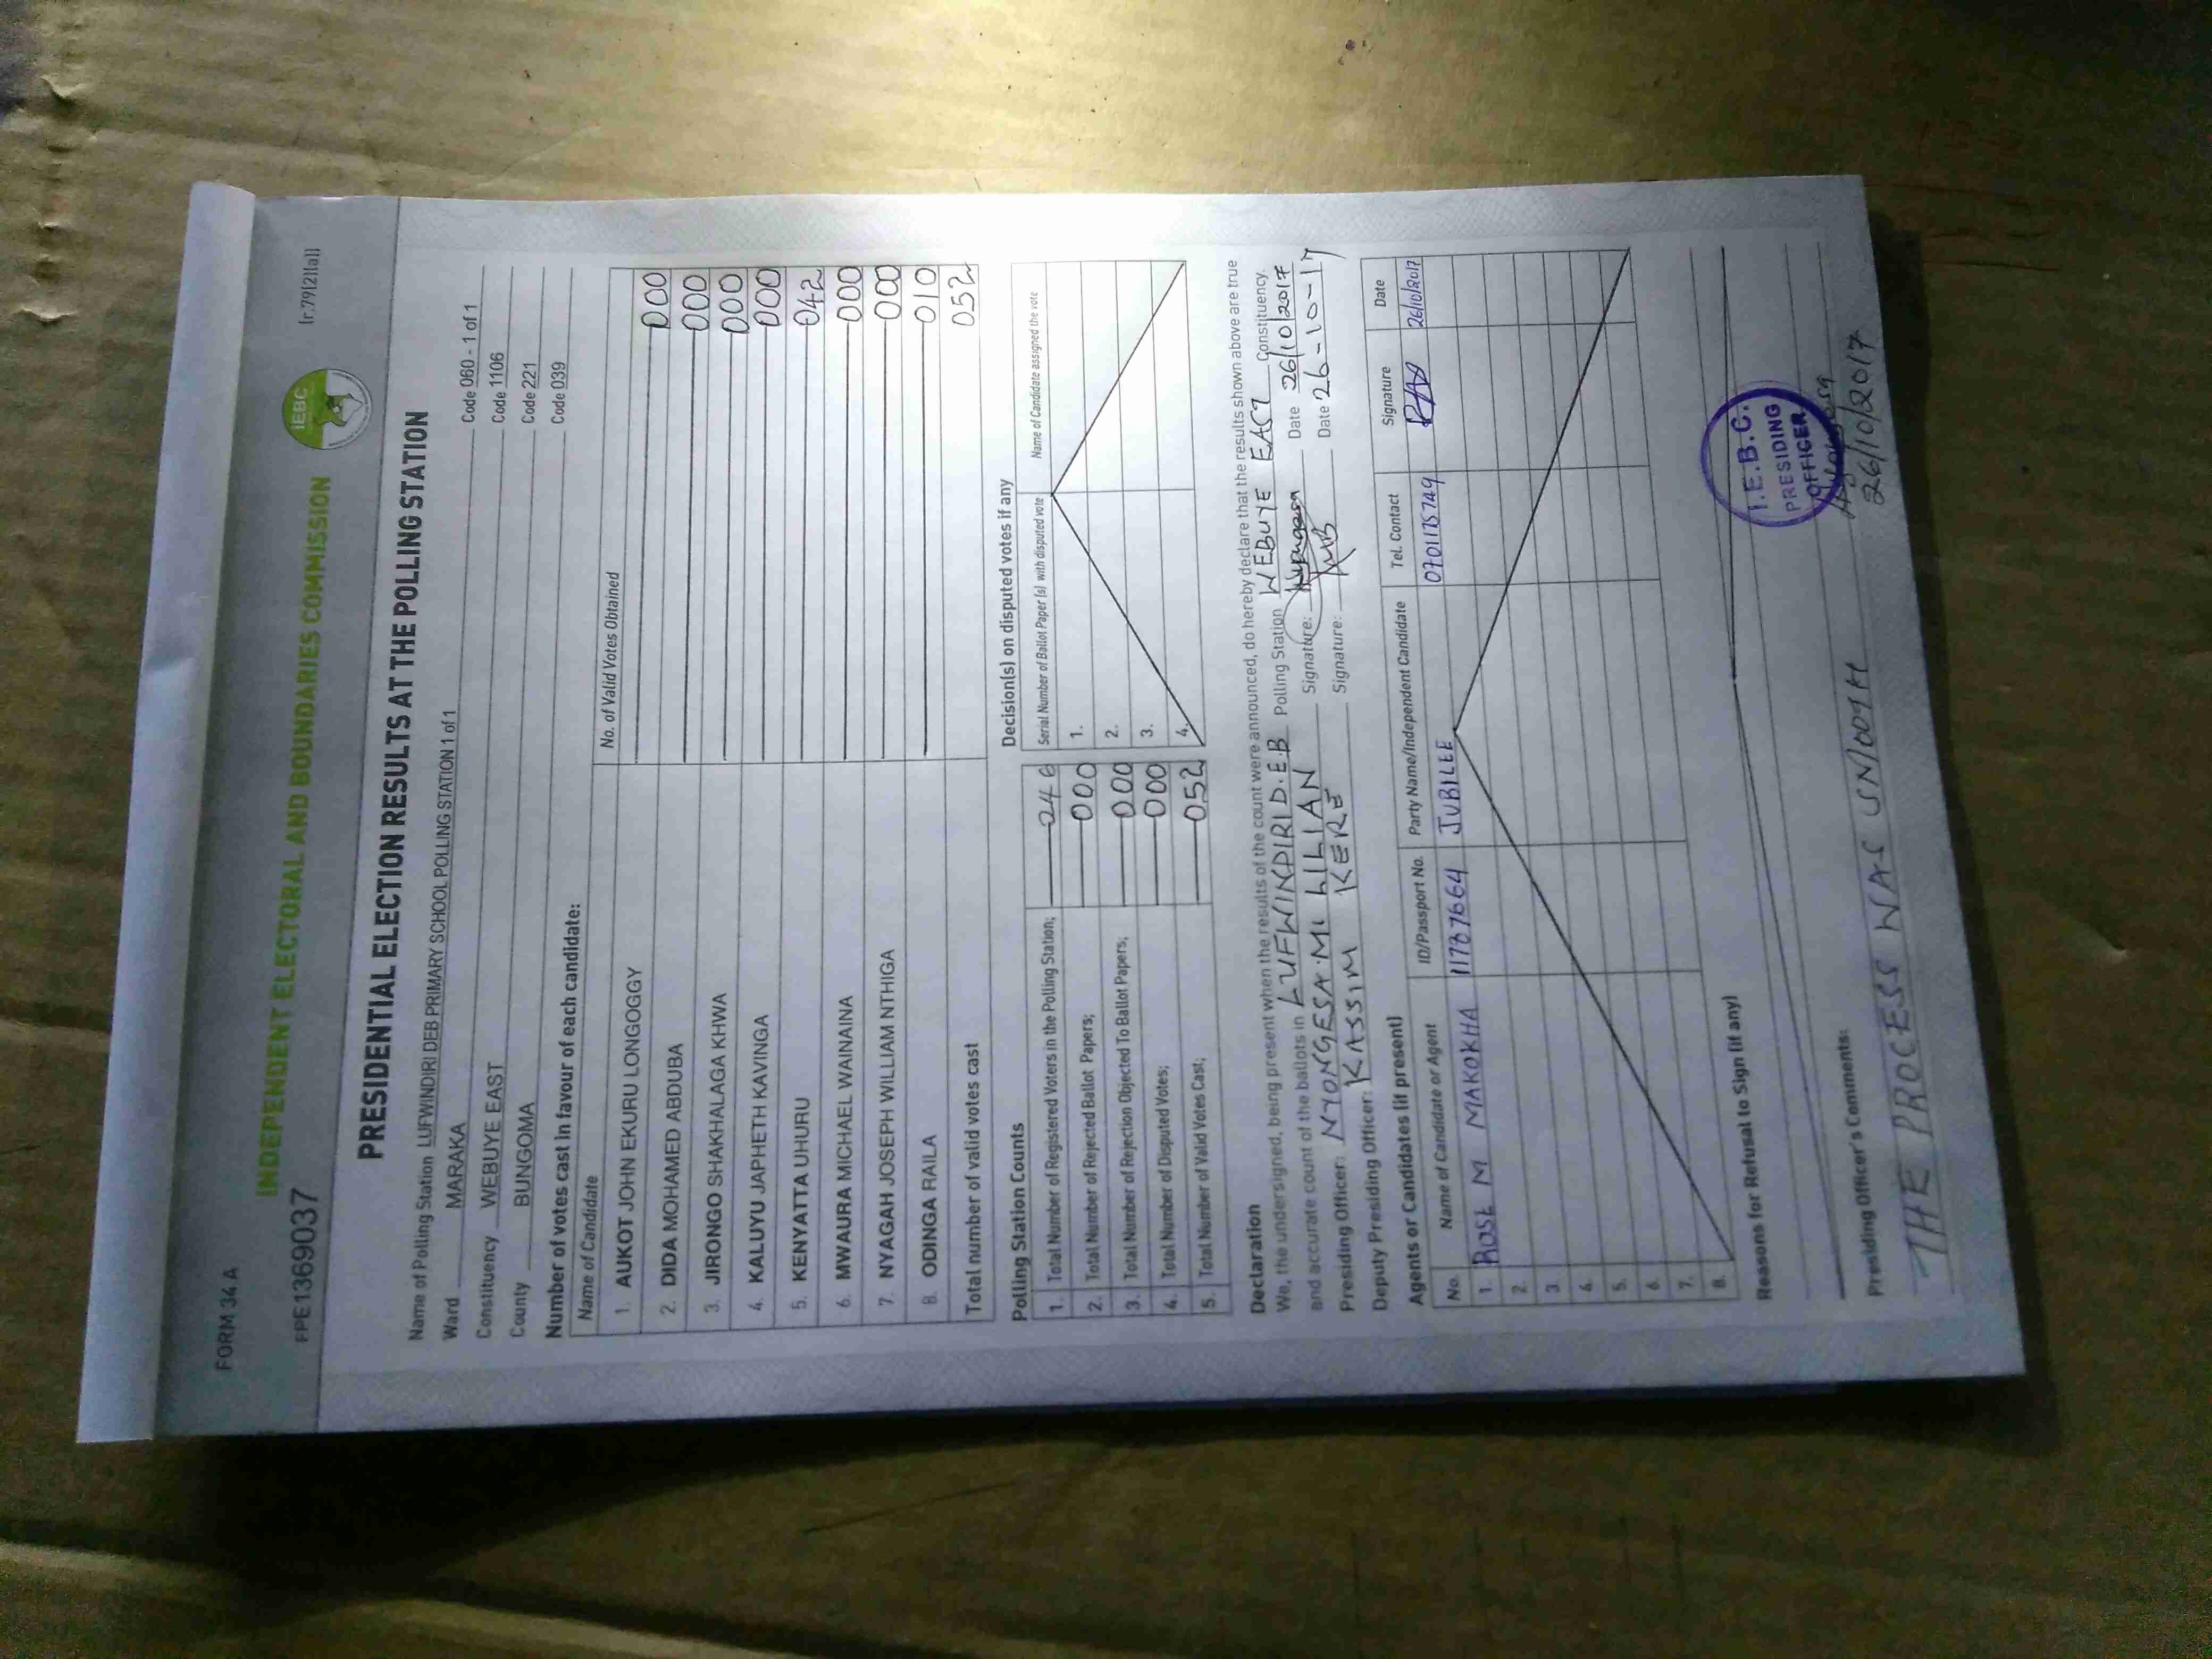 FORM 34 A
INDEPENDENT ELECTORAL AND BOUNDARIES COMMISSION
IEBC
FPE1369037
[r.79(2)(a)]
PRESIDENTIAL ELECTION RESULTS AT THE POLLING STATION
Name of Polling Station LUFWINDIRI DEB PRIMARY SCHOOL POLLING STATION 1 of 1 Code 060 - 1 of 1
Ward MARAKA Code 1106
Constituency WEBUYE EAST Code 221
County BUNGOMA Code 039
Number of votes cast in favour of each candidate:
Name of Candidate No. of Valid Votes Obtained
1. AUKOT JOHN EKURU LONGOGGY 000
2. DIDA MOHAMED ABDUBA 000
3. JIRONGO SHAKHALAGA KHWA 000
4. KALUYU JAPHETH KAVINGA 000
5. KENYATTA UHURU 042
6. MWAURA MICHAEL WAINAINA 000
7. NYAGAH JOSEPH WILLIAM NTHIGA 000
8. ODINGA RAILA 010
Total number of valid votes cast 052
Polling Station Counts
1. Total Number of Registered Voters in the Polling Station; 246
2. Total Number of Rejected Ballot Papers; 000
3. Total Number of Rejection Objected To Ballot Papers; 000
4. Total Number of Disputed Votes; 000
5. Total Number of Valid Votes Cast; 052
Decision(s) on disputed votes if any
Serial Number of Ballot Paper (s) with disputed vote Name of Candidate assigned the vote
1.
2.
3.
4.
Declaration
We, the undersigned, being present when the results of the count were announced, do hereby declare that the results shown above are true
and accurate count of the ballots in LUFWINDIRI D.E.B Polling Station WEBUYE EAST Constituency.
Presiding Officer: NYONGESA M LILIAN Signature: Date 26/10/2017
Deputy Presiding Officer: KASSIM KERE Signature: Date 26-10-17
Agents or Candidates (if present)
No. Name of Candidate or Agent ID/Passport No. Party Name/Independent Candidate Tel. Contact Signature Date
1. ROSE M MAKOKHA 11787664 JUBILEE 0701175749 26/10/2017
2.
3.
4.
5.
6.
7.
8.
Reasons for Refusal to Sign (if any)
I.E.B.C.
PRESIDING
OFFICER
Presiding Officer's Comments:
THE PROCESS WAS SMOOTH
26/10/2017